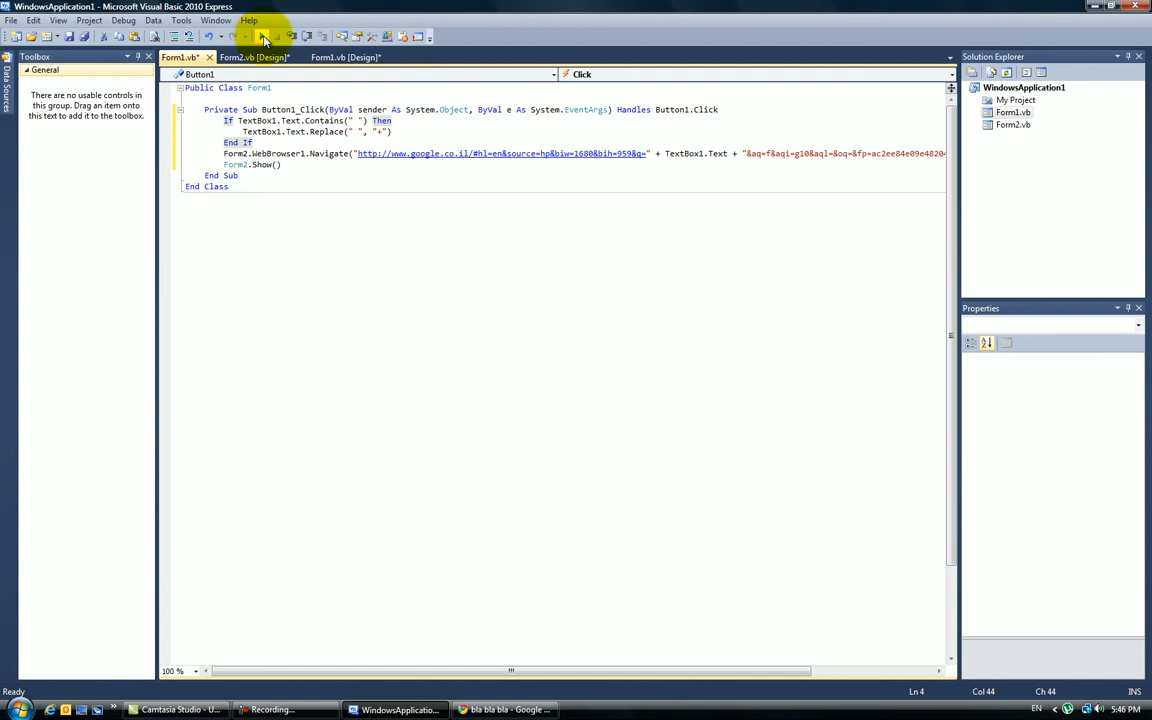 WindowsApplication1 - Microsoft Visual Basic 2010 Express
File Edit View Project Debug Data Tools Window Help
Toolbox
Form1.vb*
Form2.vb [Design]*
Form1.vb [Design]*
Solution Explorer
General
Button1
Click
Data Sources
There are no usable controls in
this group. Drag an item onto
this text to add it to the toolbox.
Public Class Form1
Private Sub Button1_Click(ByVal sender As System.Object, ByVal e As System.EventArgs) Handles Button1.Click
If TextBox1.Text.Contains(" ") Then
TextBox1.Text.Replace(" ", "+")
End If
Form2.WebBrowser1.Navigate("http://www.google.co.il/#hl=en&source=hp&biw=1680&bih=959&q=" + TextBox1.Text + "&aq=f&aqi=g10&aql=&oq=&fp=ac2ee84e09e48204
Form2.Show()
End Sub
End Class
WindowsApplication1
My Project
Form1.vb
Form2.vb
Properties
100 %
Ready
Ln 4
Col 44
Ch 44
INS
Camtasia Studio - U...
Recording...
WindowsApplicatio...
bla bla bla - Google ...
EN
5:46 PM